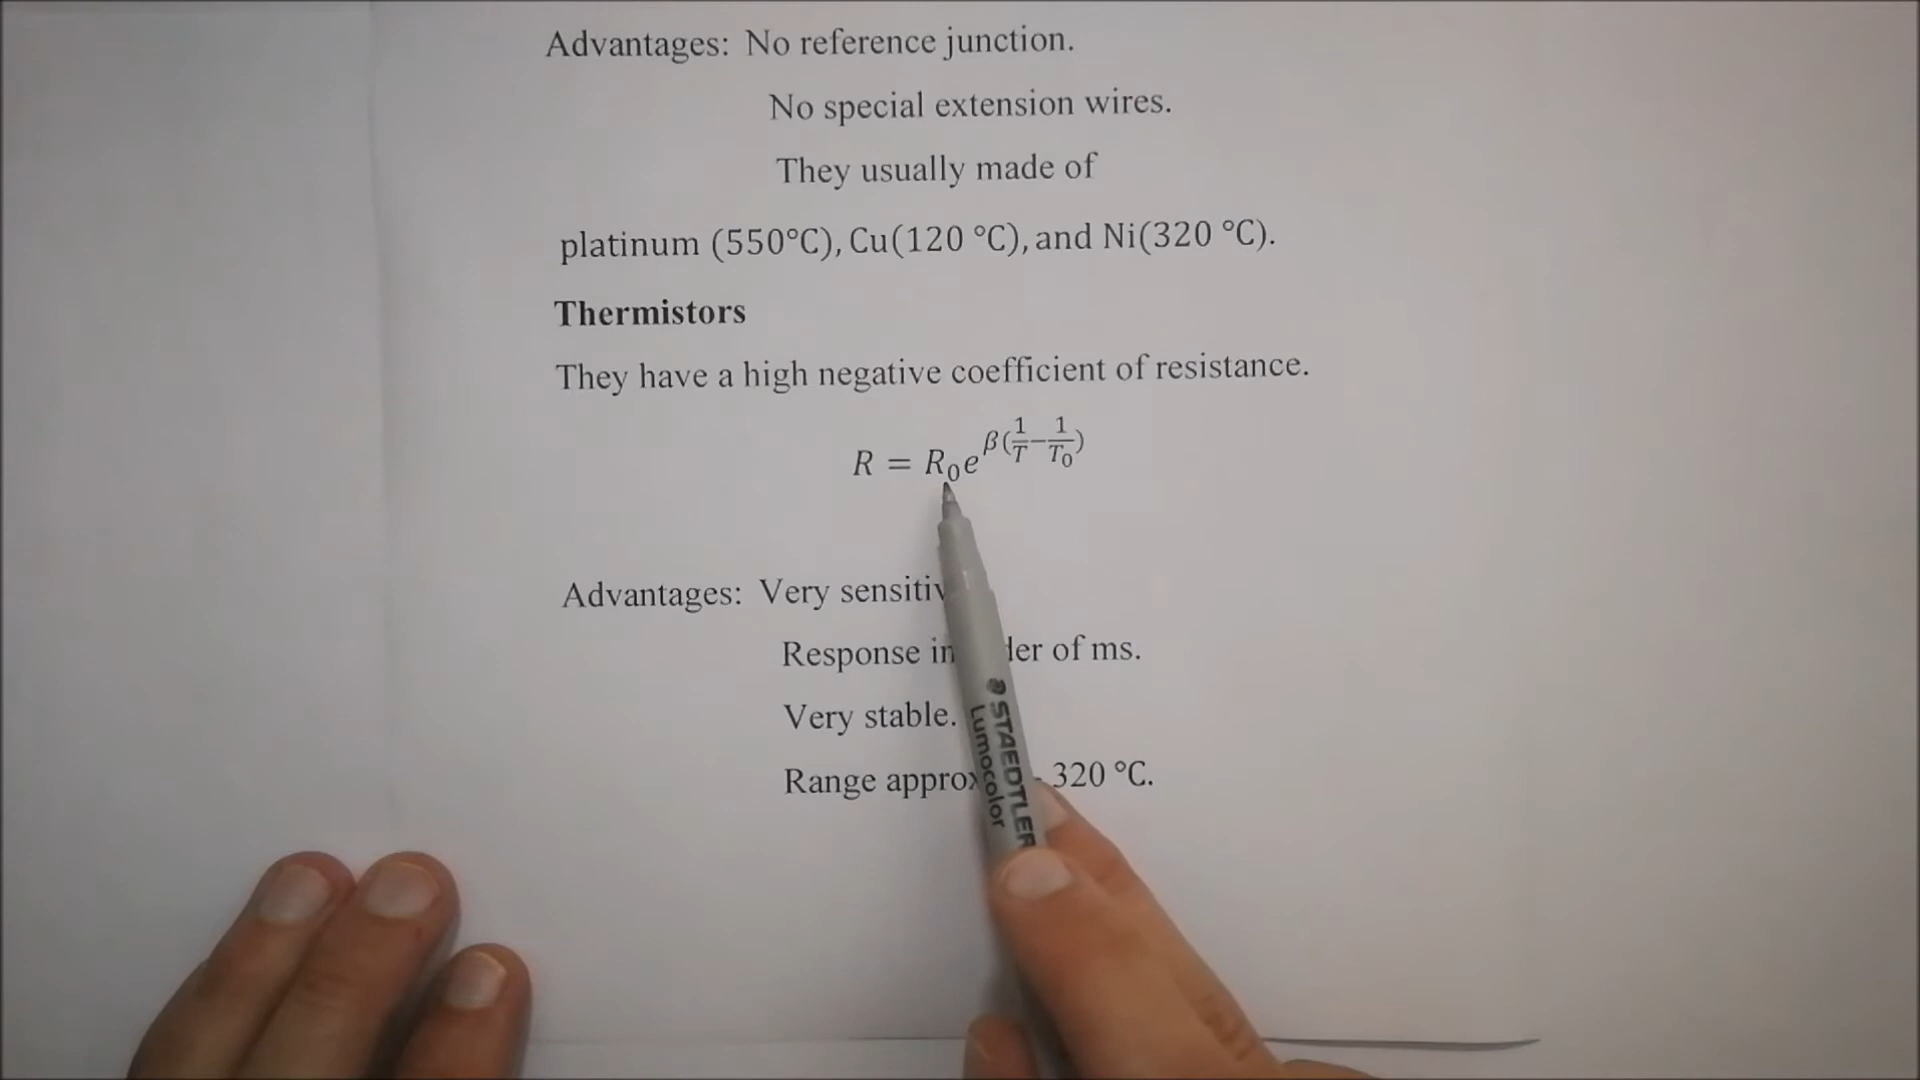 Advantages: No reference junction.
No special extension wires.
They usually made of
platinum (550°C), Cu(120 °C), and Ni(320 °C).
Thermistors
They have a high negative coefficient of resistance.
R = R₀e^β(1/T − 1/T₀)
Advantages: Very
Response of ms.
Very stable.
Range 320 °C.
STAEDTLER
Lumocolor